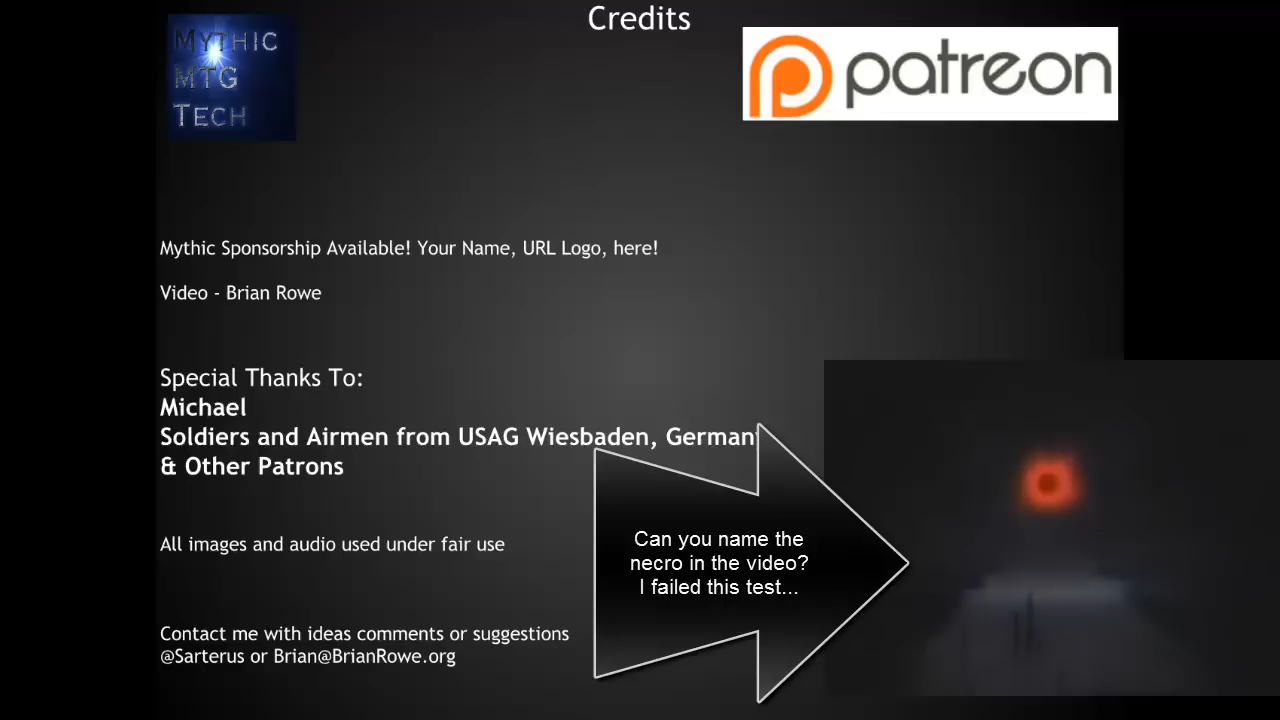 Credits
Mythic
MTG
Tech
patreon
Mythic Sponsorship Available! Your Name, URL Logo, here!
Video - Brian Rowe
Special Thanks To:
Michael
Soldiers and Airmen from USAG Wiesbaden, German
& Other Patrons
All images and audio used under fair use
Can you name the
necro in the video?
I failed this test...
Contact me with ideas comments or suggestions
@Sarterus or Brian@BrianRowe.org